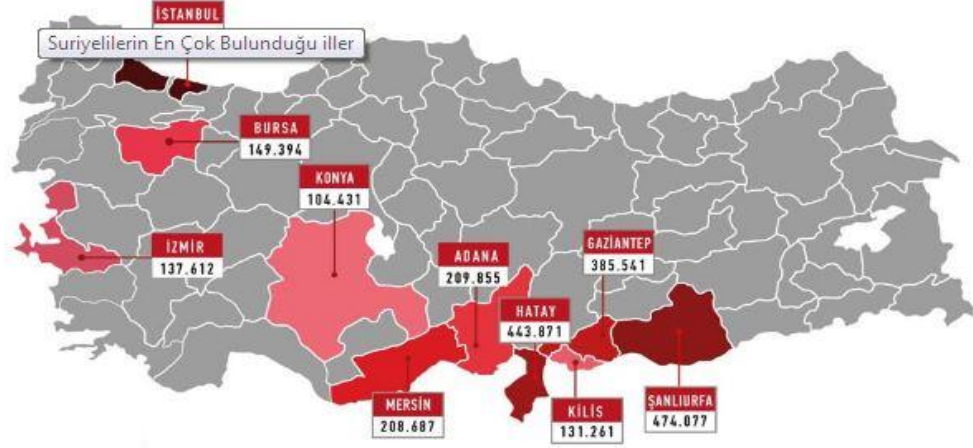 İSTANBUL
Suriyelilerin En Çok Bulunduğu iller
BURSA
149.394
KONYA
104.431
İZMİR
137.612
ADANA
209.855
GAZİANTEP
385.541
HATAY
443.871
MERSİN
208.687
KİLİS
131.261
ŞANLIURFA
474.077